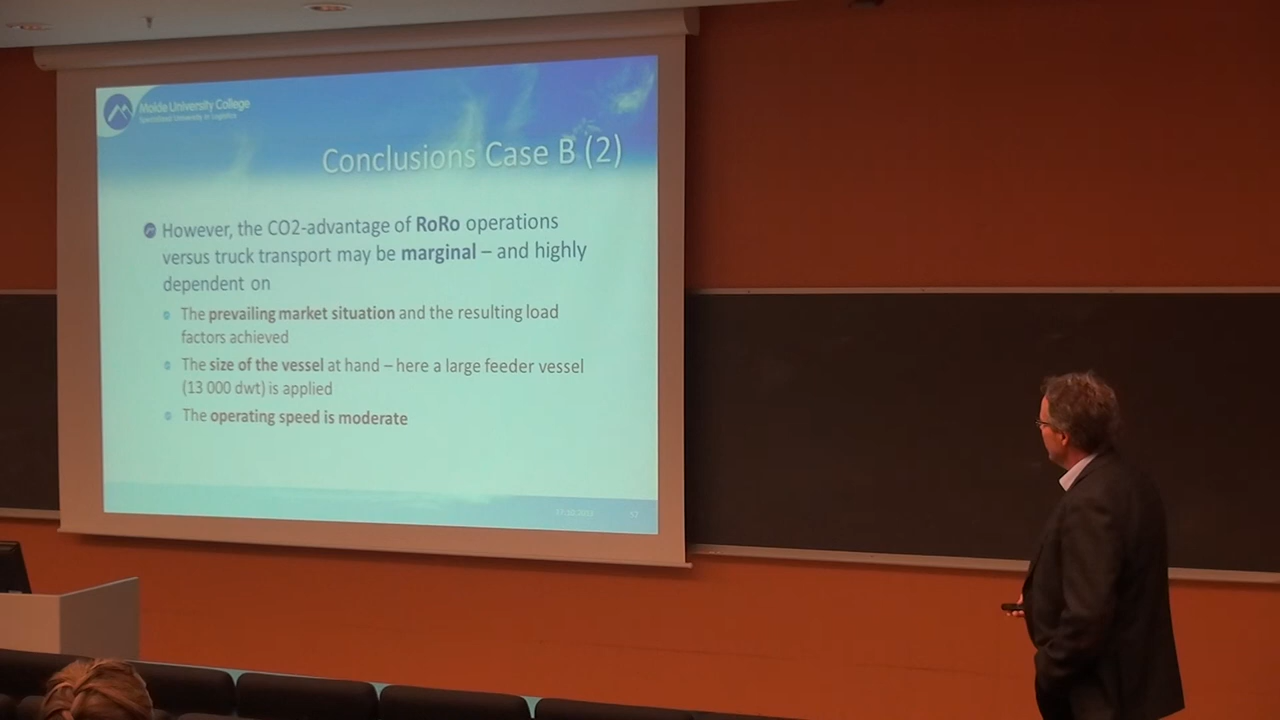 Molde University College
Specialized University in Logistics
Conclusions Case B (2)
However, the CO2-advantage of RoRo operations
versus truck transport may be marginal – and highly
dependent on
The prevailing market situation and the resulting load
factors achieved
The size of the vessel at hand – here a large feeder vessel
(13 000 dwt) is applied
The operating speed is moderate